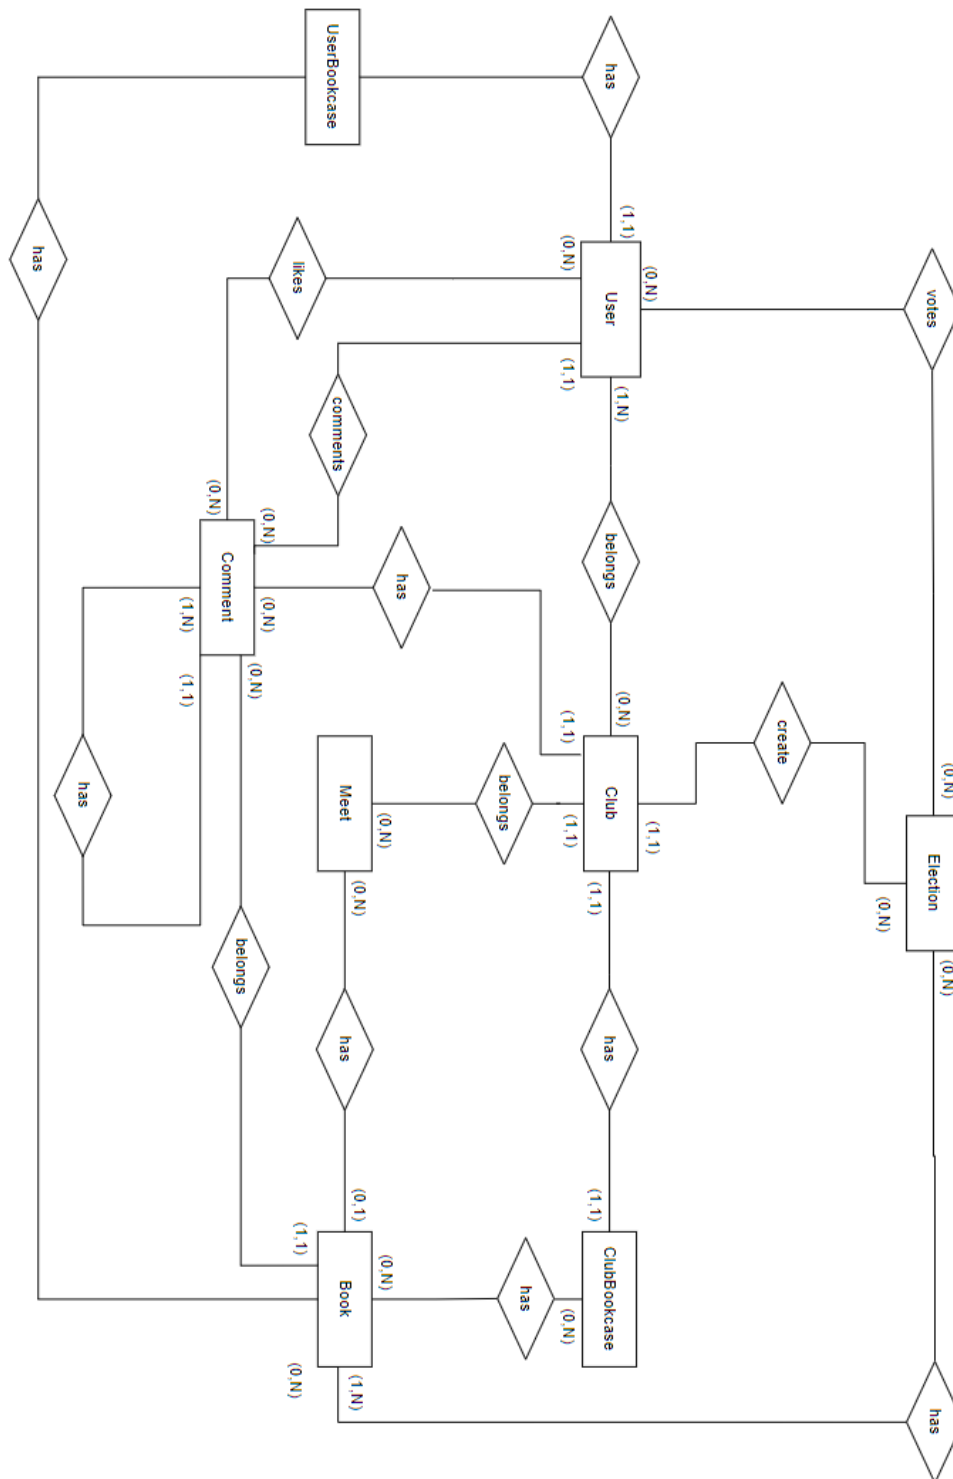 UserBookcase
has
(1,1)
User
(0,N)
(0,N)
(1,1)
(1,N)
votes
has
likes
comments
belongs
(0,N)
(0,N)
Comment
(0,N)
(1,N)
(1,1)
(0,N)
has
(0,N)
(1,1)
Club
(1,1)
(1,1)
(1,1)
create
(0,N)
Election
(0,N)
(0,N)
Meet
(0,N)
(0,N)
belongs
has
belongs
has
has
(1,1)
(0,1)
Book
(0,N)
(0,N)
(1,N)
has
(1,1)
ClubBookcase
(0,N)
has